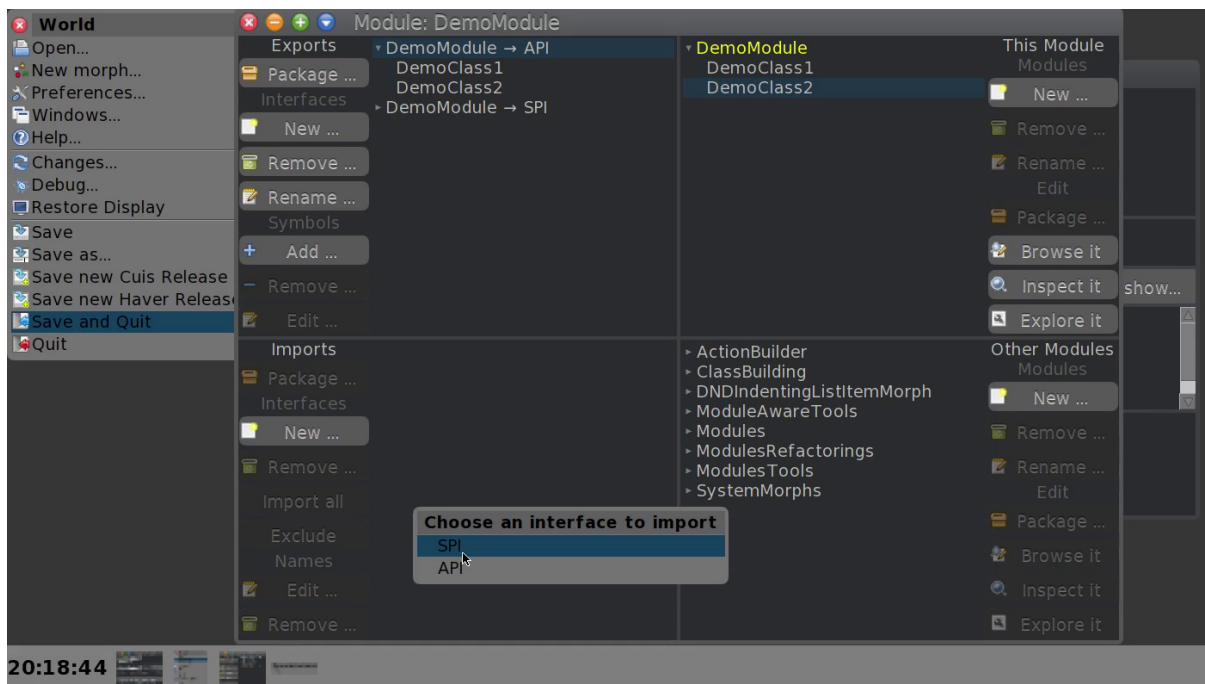 World
Open...
New morph...
Preferences...
Windows...
Help...
Changes...
Debug...
Restore Display
Save
Save as...
Save new Cuis Release
Save new Haver Release
Save and Quit
Quit
Module: DemoModule
Exports
Package ...
Interfaces
New ...
Remove ...
Rename ...
Symbols
Add ...
Remove ...
Edit ...
DemoModule → API
DemoClass1
DemoClass2
DemoModule → SPI
DemoModule
DemoClass1
DemoClass2
This Module
Modules
New ...
Remove ...
Rename ...
Edit
Package ...
Browse it
Inspect it
Explore it
show...
Imports
Package ...
Interfaces
New ...
Remove ...
Import all
Exclude
Names
Edit ...
Remove ...
Choose an interface to import
SPI
API
ActionBuilder
ClassBuilding
DNDIndentingListItemMorph
ModuleAwareTools
Modules
ModulesRefactorings
ModulesTools
SystemMorphs
Other Modules
Modules
New ...
Remove ...
Rename ...
Edit
Package ...
Browse it
Inspect it
Explore it
20:18:44